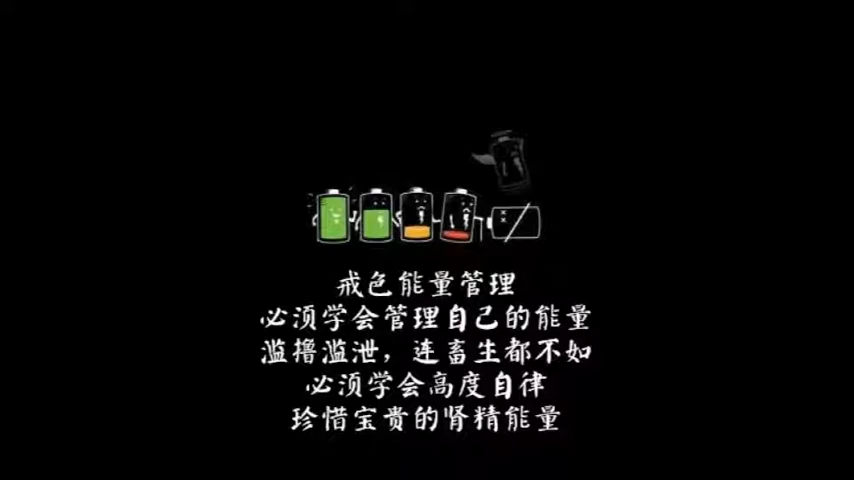 戒色能量管理
必须学会管理自己的能量
滥撸滥泄，连畜生都不如
必须学会高度自律
珍惜宝贵的肾精能量